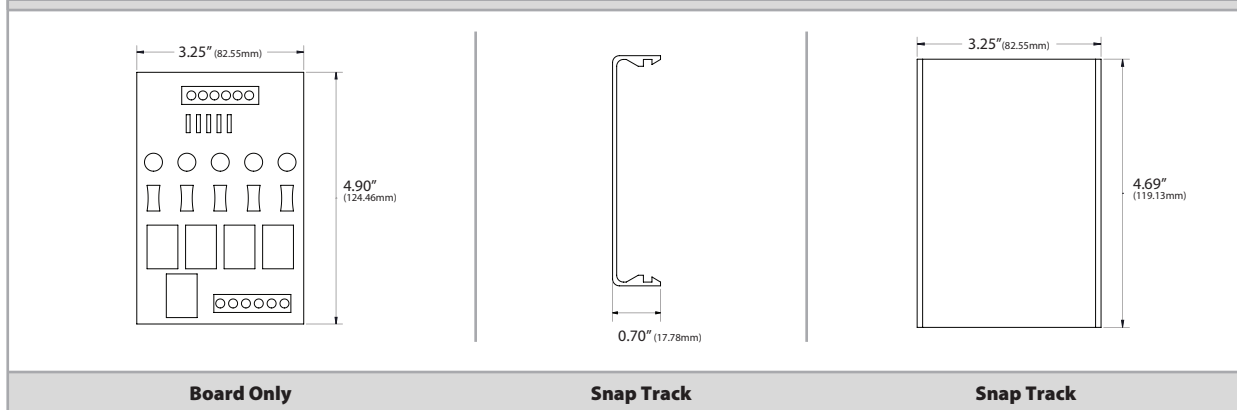 3.25" (82.55mm)
4.90"
(124.46mm)
0.70" (17.78mm)
3.25" (82.55mm)
4.69"
(119.13mm)
Board Only
Snap Track
Snap Track